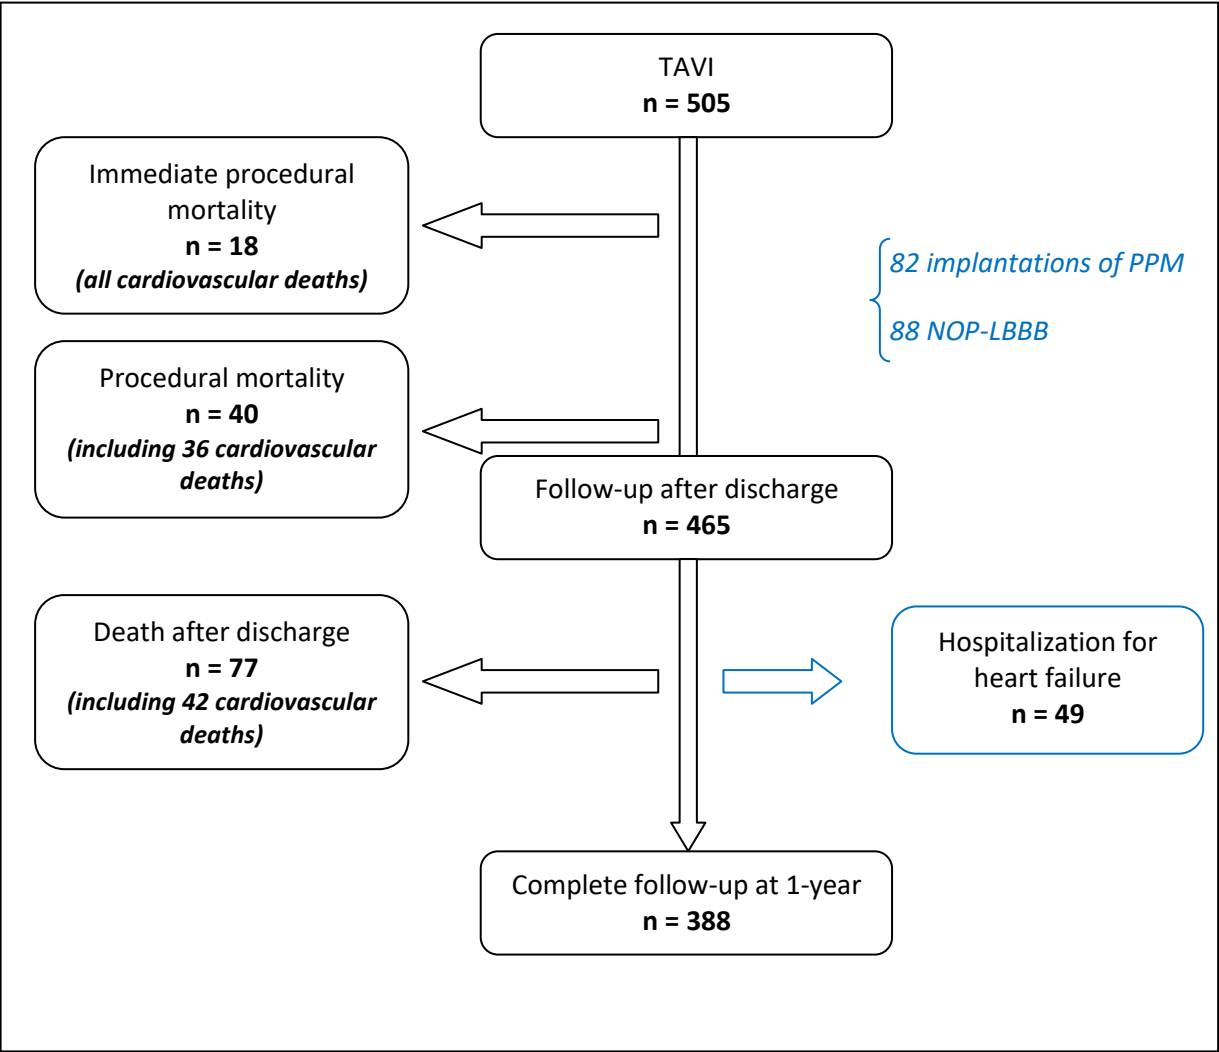 TAVI
n = 505
Immediate procedural
mortality
n = 18
(all cardiovascular deaths)
82 implantations of PPM
88 NOP-LBBB
Procedural mortality
n = 40
(including 36 cardiovascular
deaths)
Follow-up after discharge
n = 465
Death after discharge
n = 77
(including 42 cardiovascular
deaths)
Hospitalization for
heart failure
n = 49
Complete follow-up at 1-year
n = 388